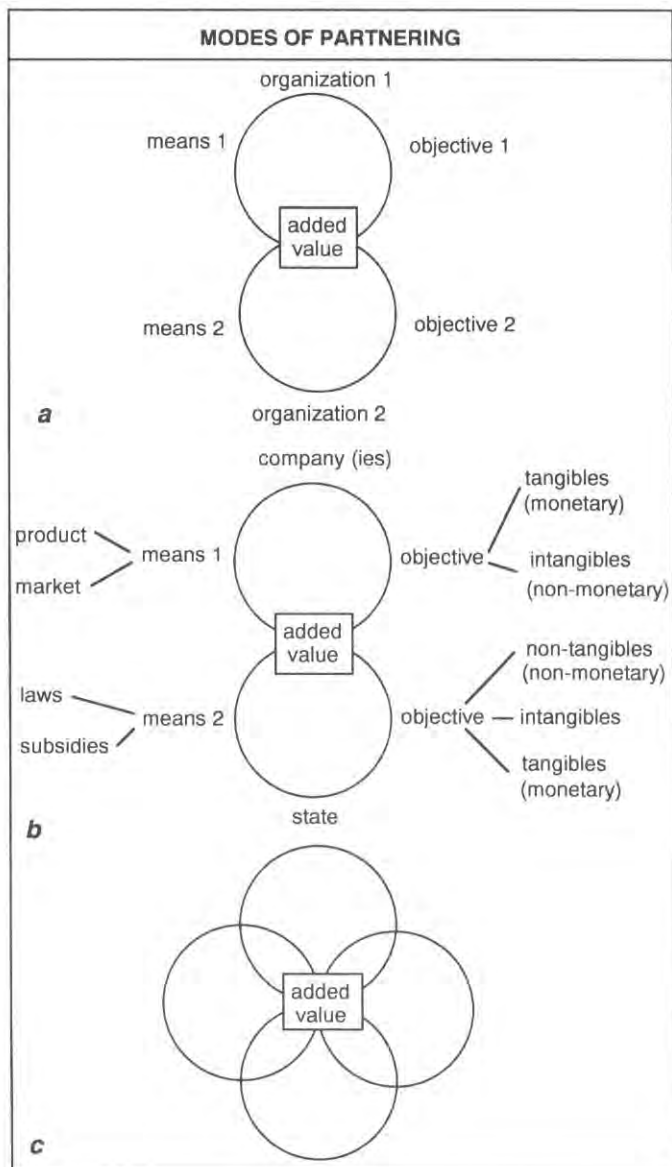 MODES OF PARTNERING
organization 1
means 1
objective 1
added
value
means 2
objective 2
organization 2
a
company (ies)
tangibles
(monetary)
product
means 1
objective
market
intangibles
(non-monetary)
added
value
non-tangibles
(non-monetary)
laws
means 2
objective
intangibles
subsidies
tangibles
(monetary)
state
b
added
value
c